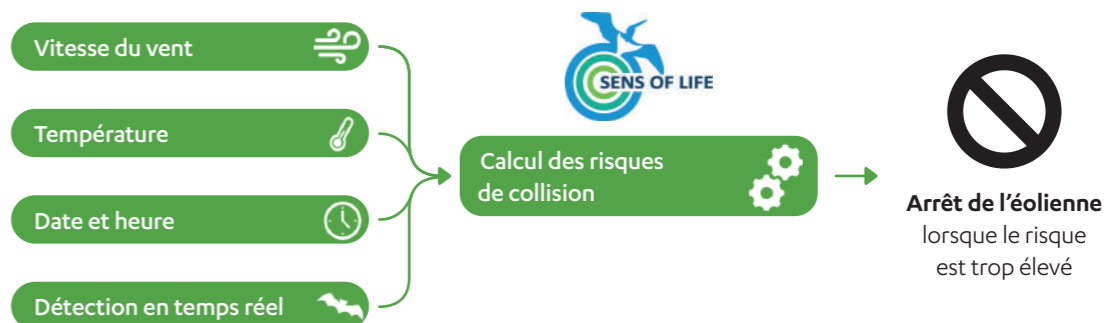 Vitesse du vent
Température
Date et heure
Détection en temps réel
SENS OF LIFE
Calcul des risques
de collision
Arrêt de l'éolienne
lorsque le risque
est trop élevé